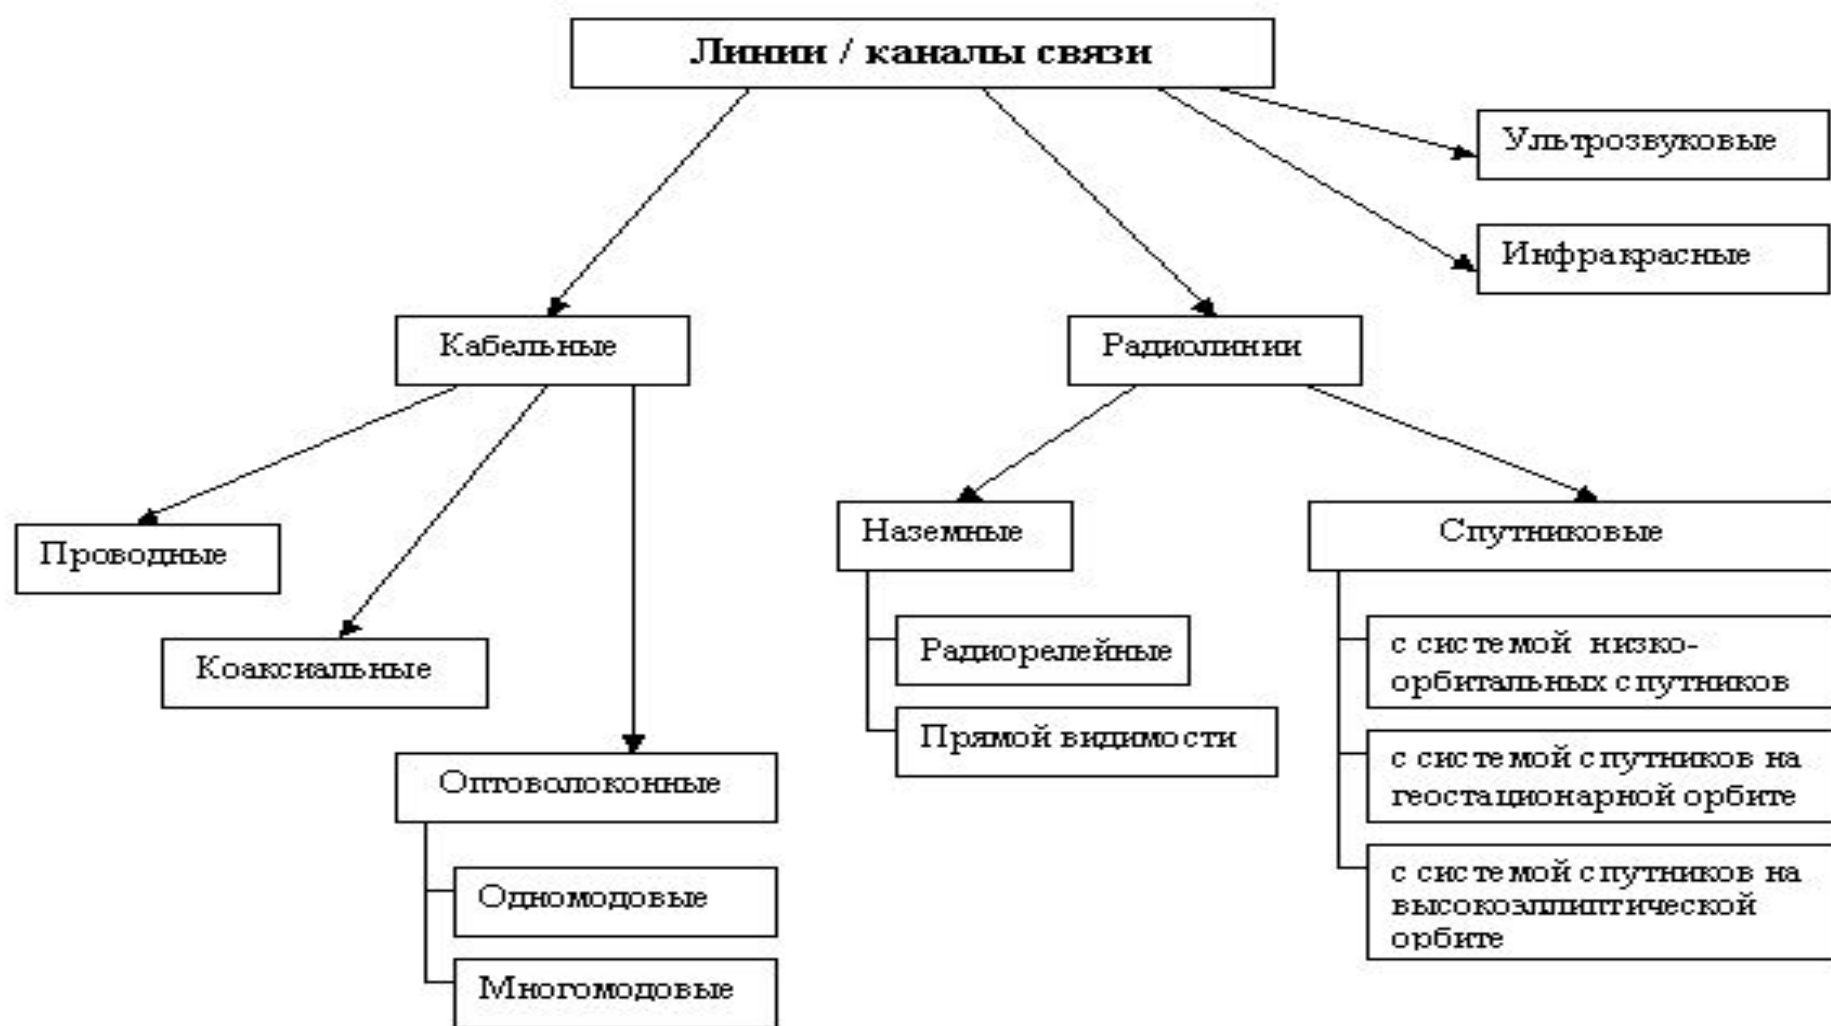 Линии / каналы связи
Ультрозвуковые
Инфракрасные
Кабельные
Радиолинии
Проводные
Коаксиальные
Оптоволоконные
Одномодовые
Многомодовые
Наземные
Радиорелейные
Прямой видимости
Спутниковые
с системой низко-
орбитальных спутников
с системой спутников на
геостационарной орбите
с системой спутников на
высокоэллиптической
орбите